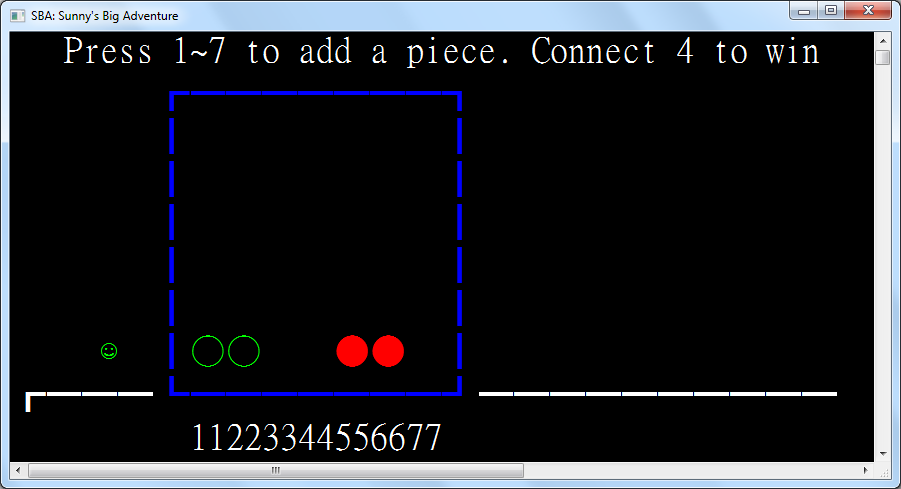 SBA: Sunny's Big Adventure
Press 1~7 to add a piece. Connect 4 to win
11223344556677